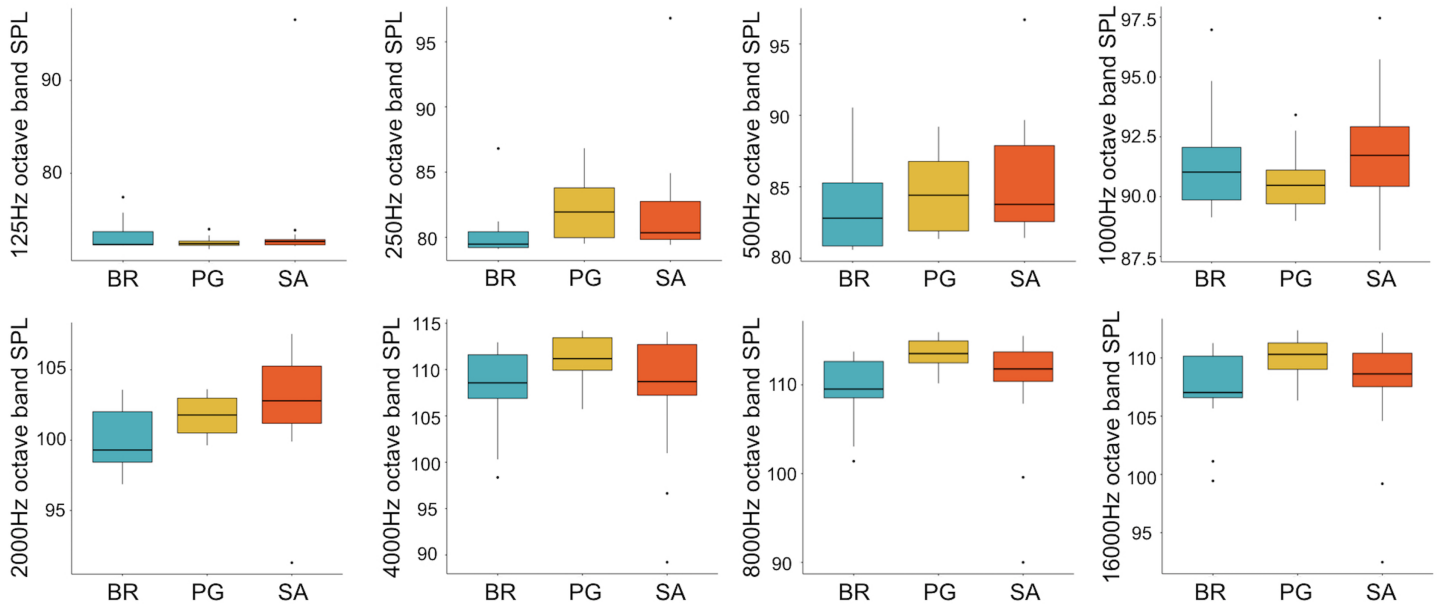 125Hz octave band SPL
90
80
BR PG SA
250Hz octave band SPL
95
90
85
80
BR PG SA
500Hz octave band SPL
95
90
85
80
BR PG SA
1000Hz octave band SPL
97.5
95.0
92.5
90.0
87.5
BR PG SA
2000Hz octave band SPL
105
100
95
BR PG SA
4000Hz octave band SPL
115
110
105
100
95
90
BR PG SA
8000Hz octave band SPL
110
100
90
BR PG SA
16000Hz octave band SPL
110
105
100
95
BR PG SA